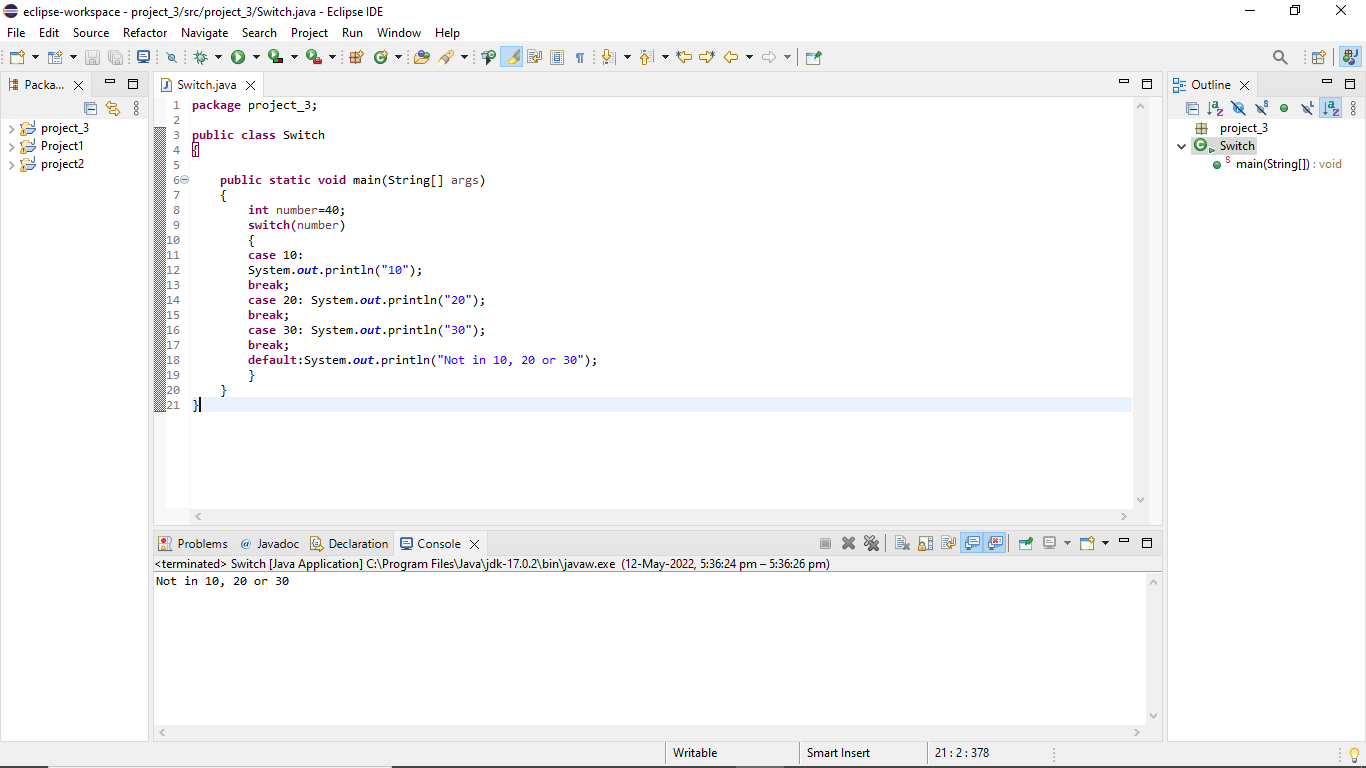 eclipse-workspace - project_3/src/project_3/Switch.java - Eclipse IDE
File Edit Source Refactor Navigate Search Project Run Window Help
Packa...
project_3
Project1
project2
Switch.java
1 package project_3;
2
3 public class Switch
4 {
5
6 public static void main(String[] args)
7 {
8 int number=40;
9 switch(number)
10 {
11 case 10:
12 System.out.println("10");
13 break;
14 case 20: System.out.println("20");
15 break;
16 case 30: System.out.println("30");
17 break;
18 default:System.out.println("Not in 10, 20 or 30");
19 }
20 }
21 }
Outline
project_3
Switch
main(String[]) : void
Problems @ Javadoc Declaration Console
<terminated> Switch [Java Application] C:\Program Files\Java\jdk-17.0.2\bin\javaw.exe (12-May-2022, 5:36:24 pm – 5:36:26 pm)
Not in 10, 20 or 30
Writable Smart Insert 21 : 2 : 378